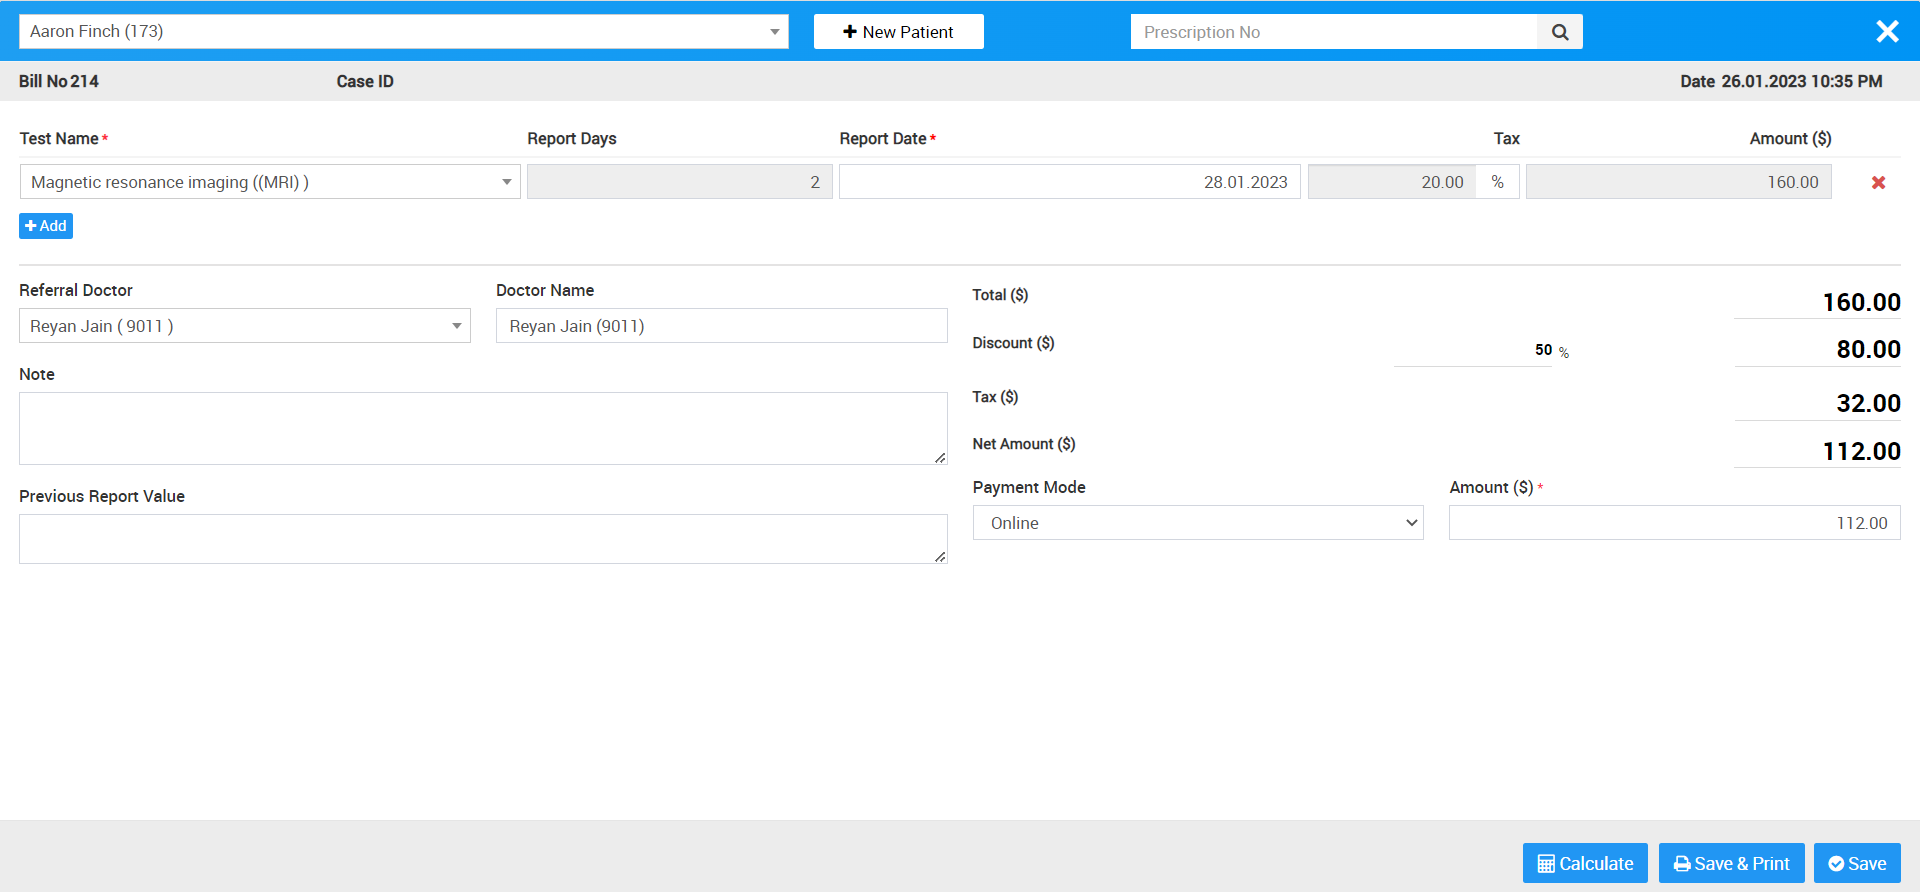 Aaron Finch (173)
New Patient
Prescription No
Bill No 214
Case ID
Date 26.01.2023 10:35 PM
Test Name *
Report Days
Report Date *
Tax
Amount ($)
Magnetic resonance imaging ((MRI) )
2
28.01.2023
20.00 %
160.00
Add
Referral Doctor
Doctor Name
Reyan Jain ( 9011 )
Reyan Jain (9011)
Note
Previous Report Value
Total ($)
160.00
Discount ($)
50 %
80.00
Tax ($)
32.00
Net Amount ($)
112.00
Payment Mode
Amount ($) *
Online
112.00
Calculate
Save & Print
Save